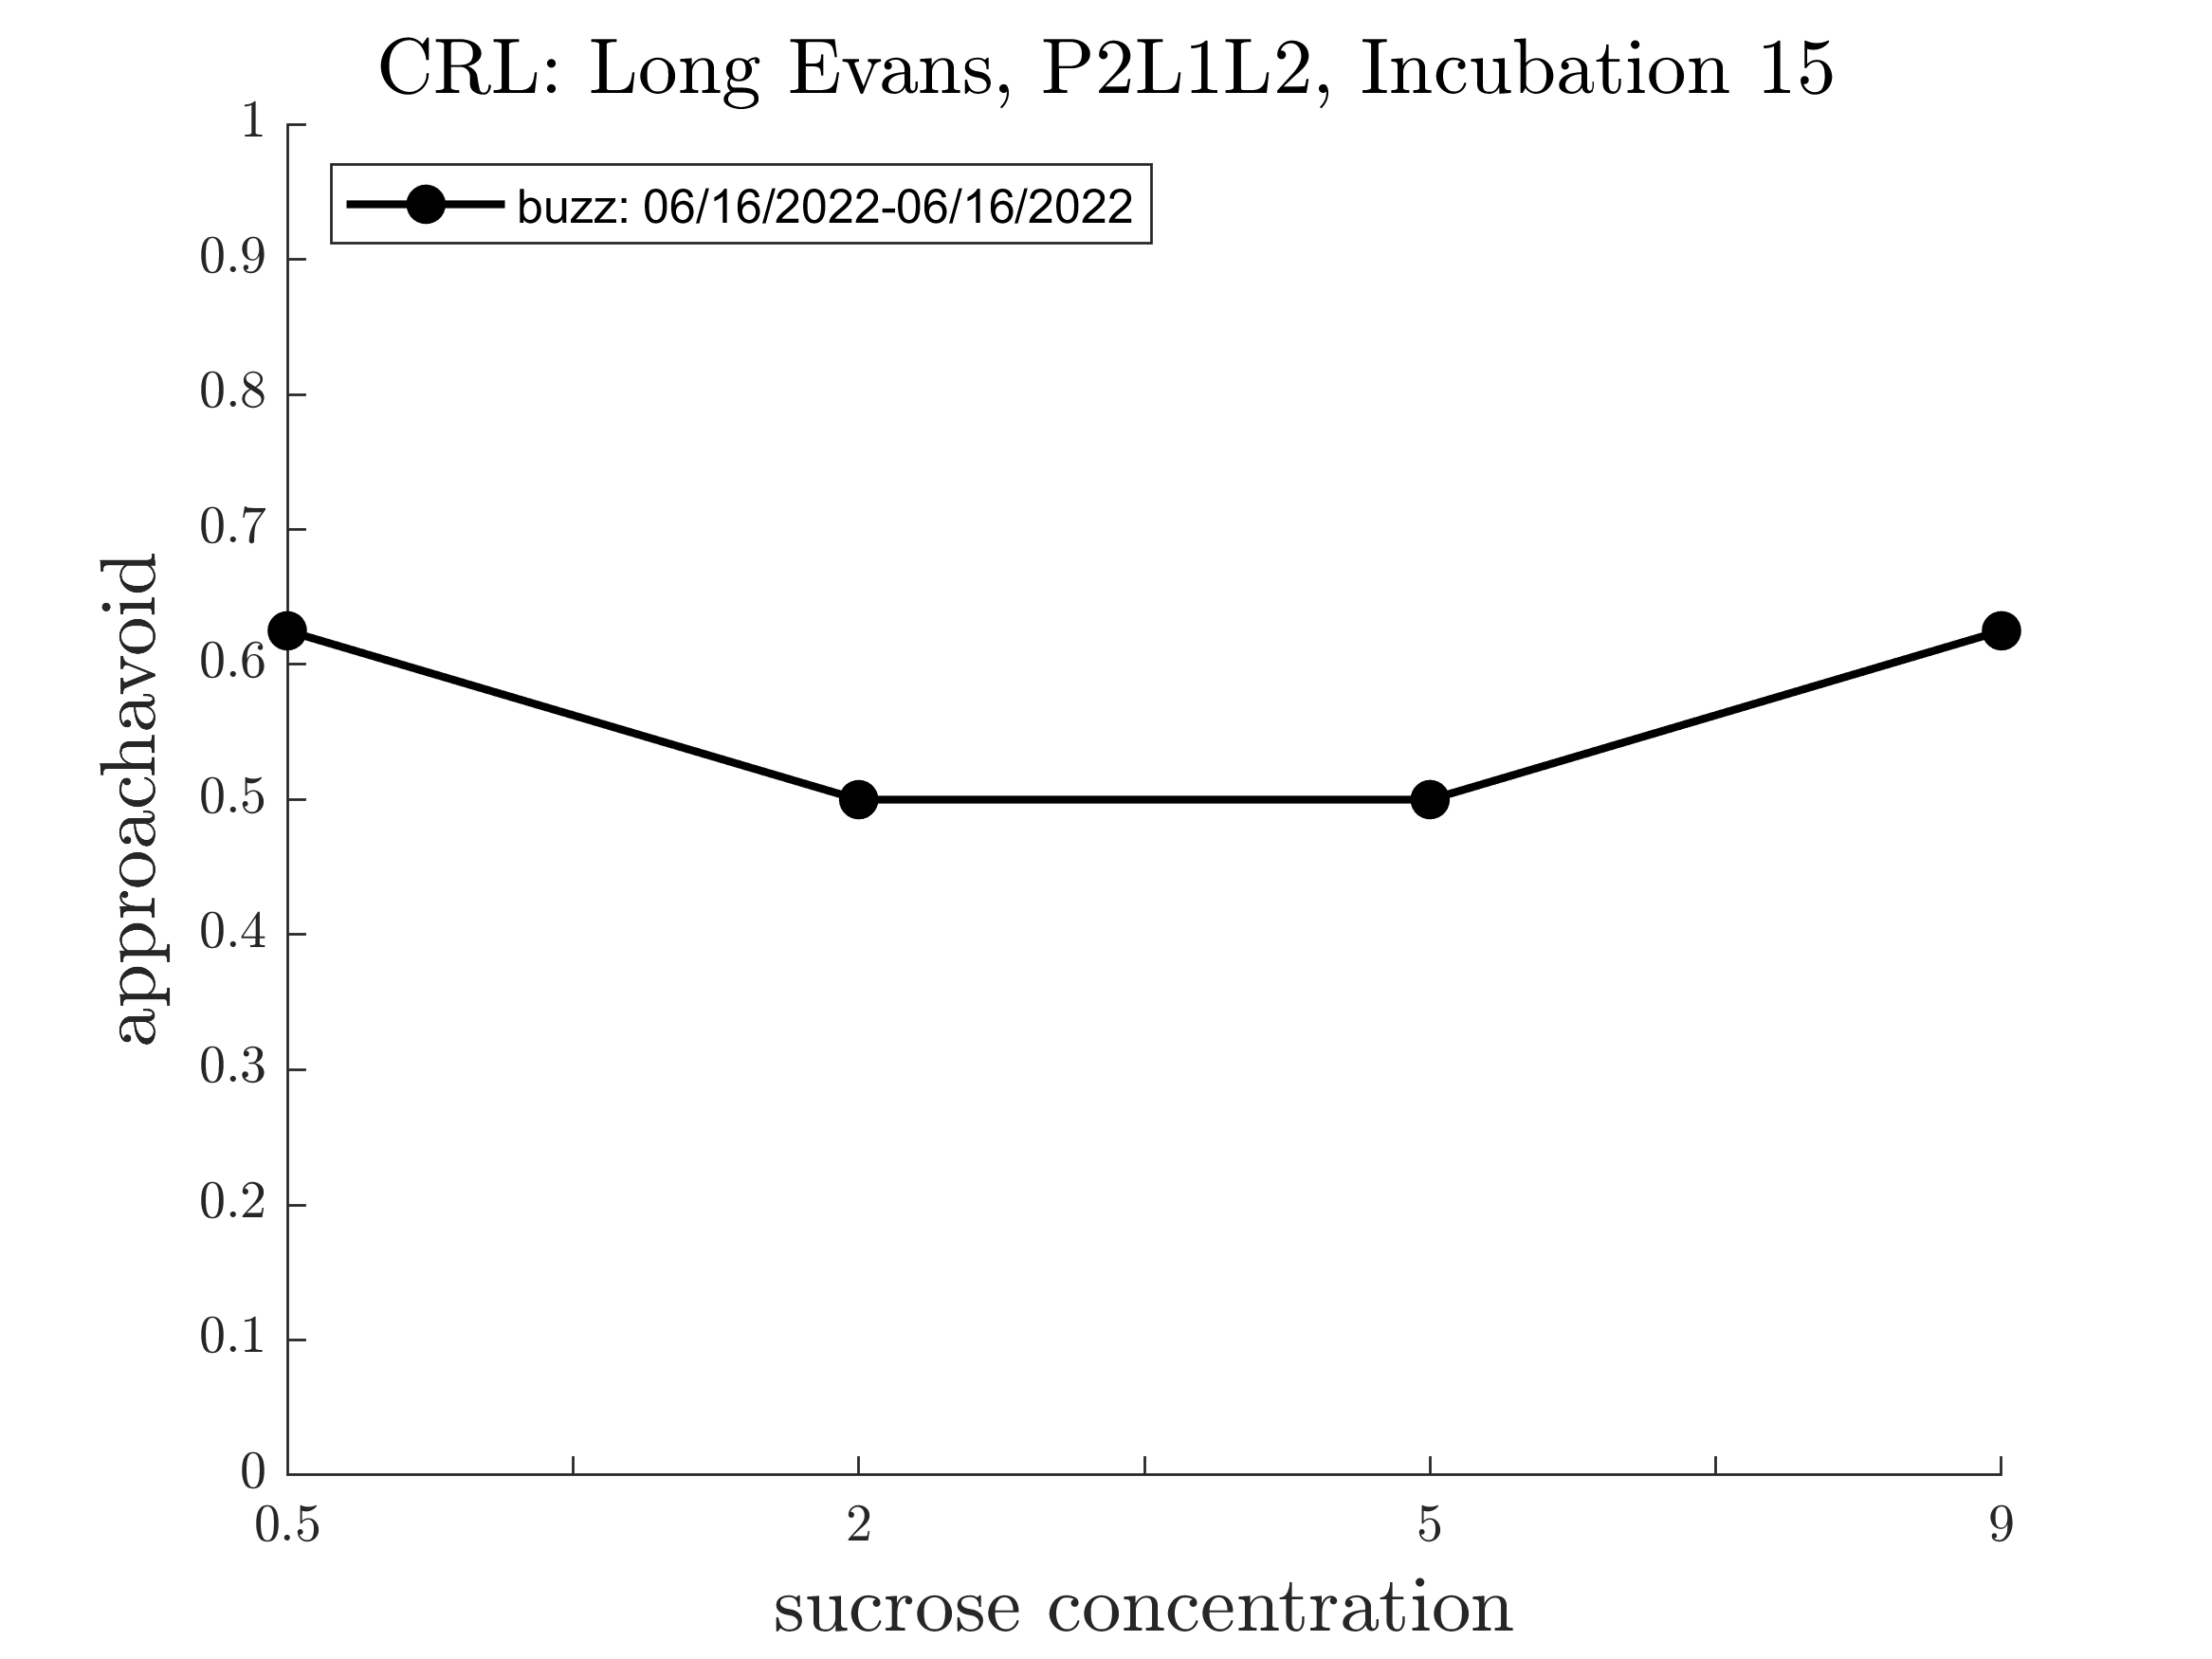 CRL: Long Evans, P2L1L2, Incubation 15
buzz: 06/16/2022-06/16/2022
approachavoid
1
0.9
0.8
0.7
0.6
0.5
0.4
0.3
0.2
0.1
0
0.5 2 5 9
sucrose concentration